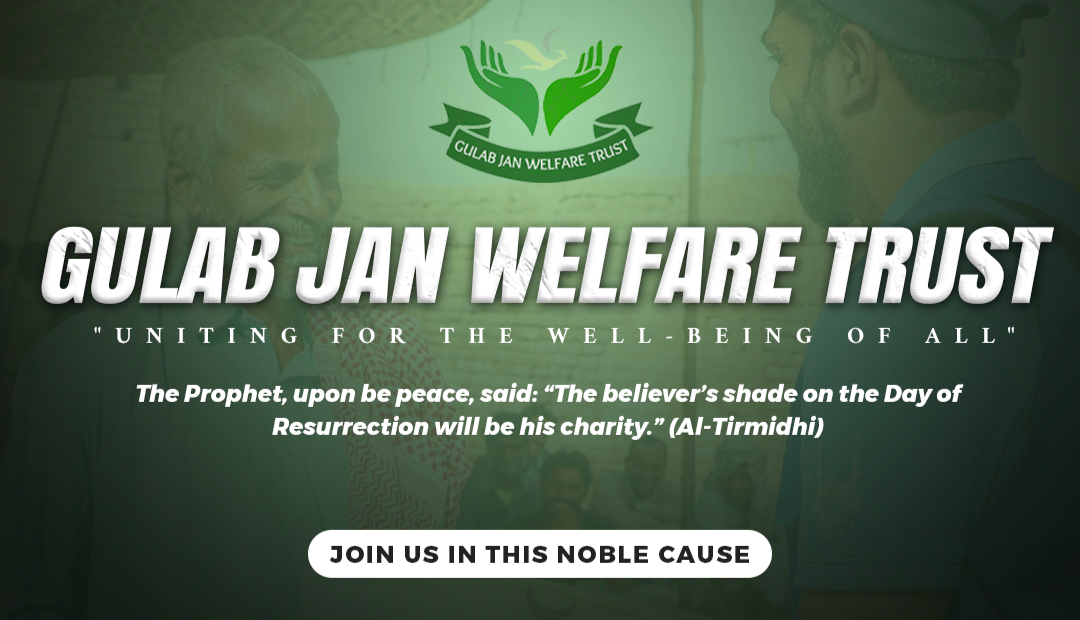 GULAB JAN WELFARE TRUST
GULAB JAN WELFARE TRUST
"UNITING FOR THE WELL-BEING OF ALL"
The Prophet, upon be peace, said: “The believer’s shade on the Day of
Resurrection will be his charity.” (Al-Tirmidhi)
JOIN US IN THIS NOBLE CAUSE